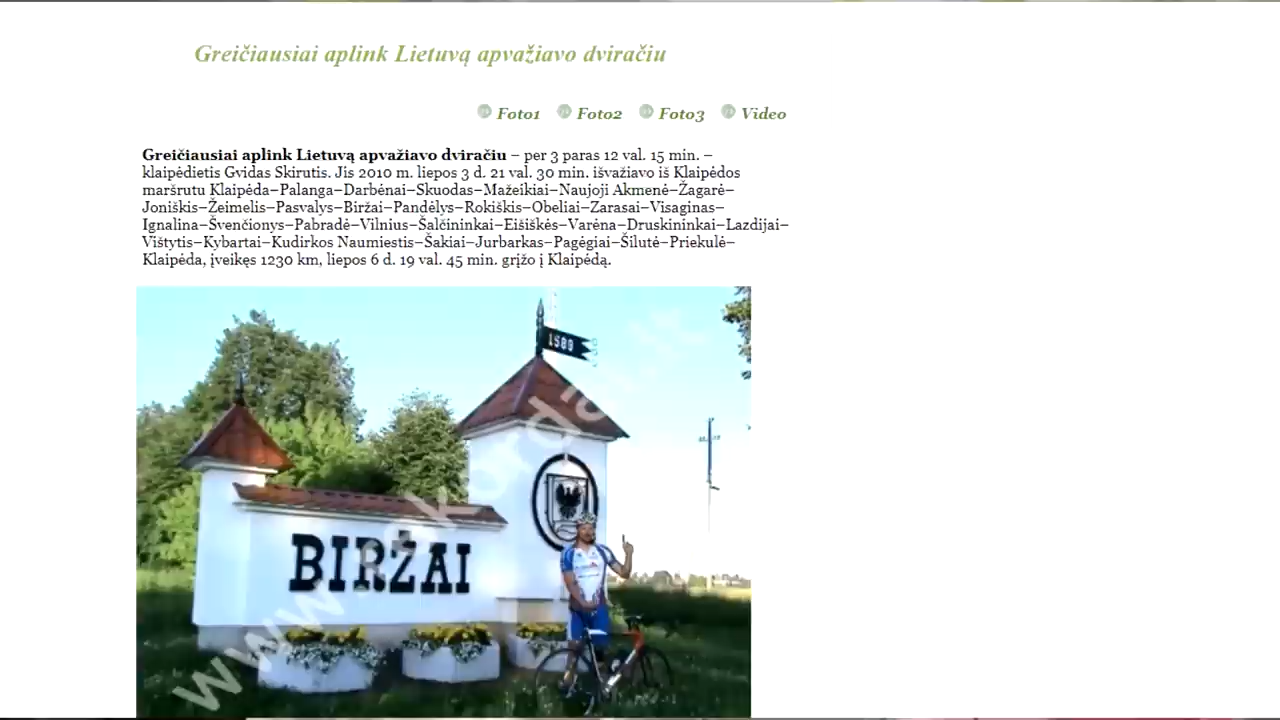 Greičiausiai aplink Lietuvą apvažiavo dviračiu
Foto1 Foto2 Foto3 Video
Greičiausiai aplink Lietuvą apvažiavo dviračiu – per 3 paras 12 val. 15 min. –
klaipėdietis Gvidas Skirutis. Jis 2010 m. liepos 3 d. 21 val. 30 min. išvažiavo iš Klaipėdos
maršrutu Klaipėda–Palanga–Darbėnai–Skuodas–Mažeikiai–Naujoji Akmenė–Žagarė–
Joniškis–Žeimelis–Pasvalys–Biržai–Pandėlys–Rokiškis–Obeliai–Zarasai–Visaginas–
Ignalina–Švenčionys–Pabradė–Vilnius–Šalčininkai–Eišiškės–Varėna–Druskininkai–Lazdijai–
Vištytis–Kybartai–Kudirkos Naumiestis–Šakiai–Jurbarkas–Pagėgiai–Šilutė–Priekulė–
Klaipėda, įveikęs 1230 km, liepos 6 d. 19 val. 45 min. grįžo į Klaipėdą.
1589
BIRŽAI